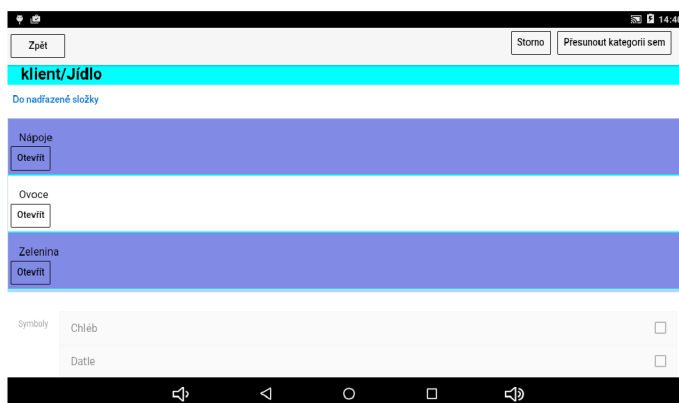 14:40
Zpět
Storno
Přesunout kategorii sem
klient/Jídlo
Do nadřazené složky
Nápoje
Otevřít
Ovoce
Otevřít
Zelenina
Otevřít
Symboly
Chléb
Datle